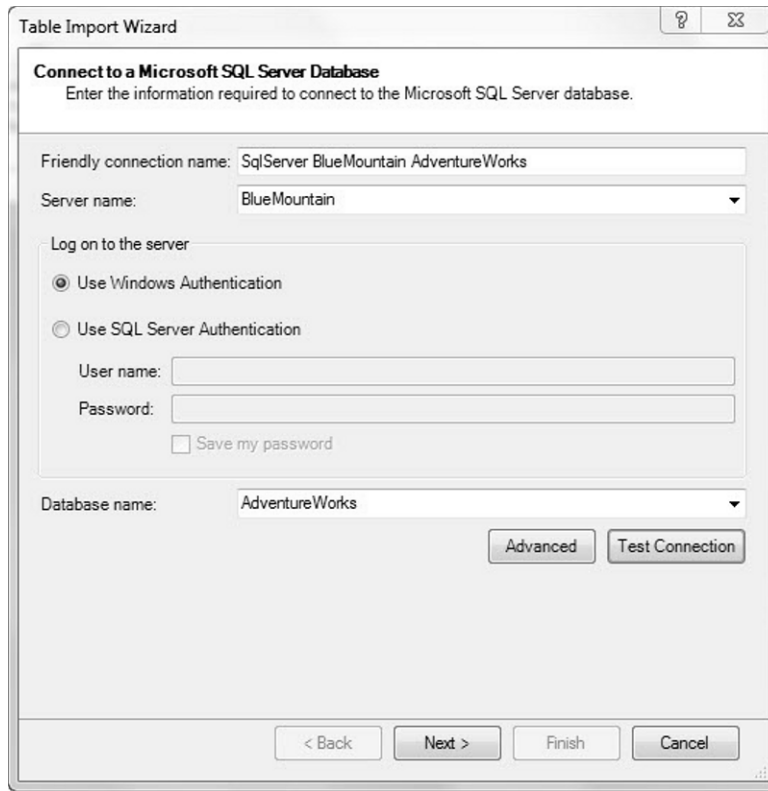 Table Import Wizard
?
Connect to a Microsoft SQL Server Database
Enter the information required to connect to the Microsoft SQL Server database.
Friendly connection name: SqlServer BlueMountain AdventureWorks
Server name: BlueMountain
Log on to the server
Use Windows Authentication
Use SQL Server Authentication
User name:
Password:
Save my password
Database name: AdventureWorks
Advanced Test Connection
< Back Next > Finish Cancel